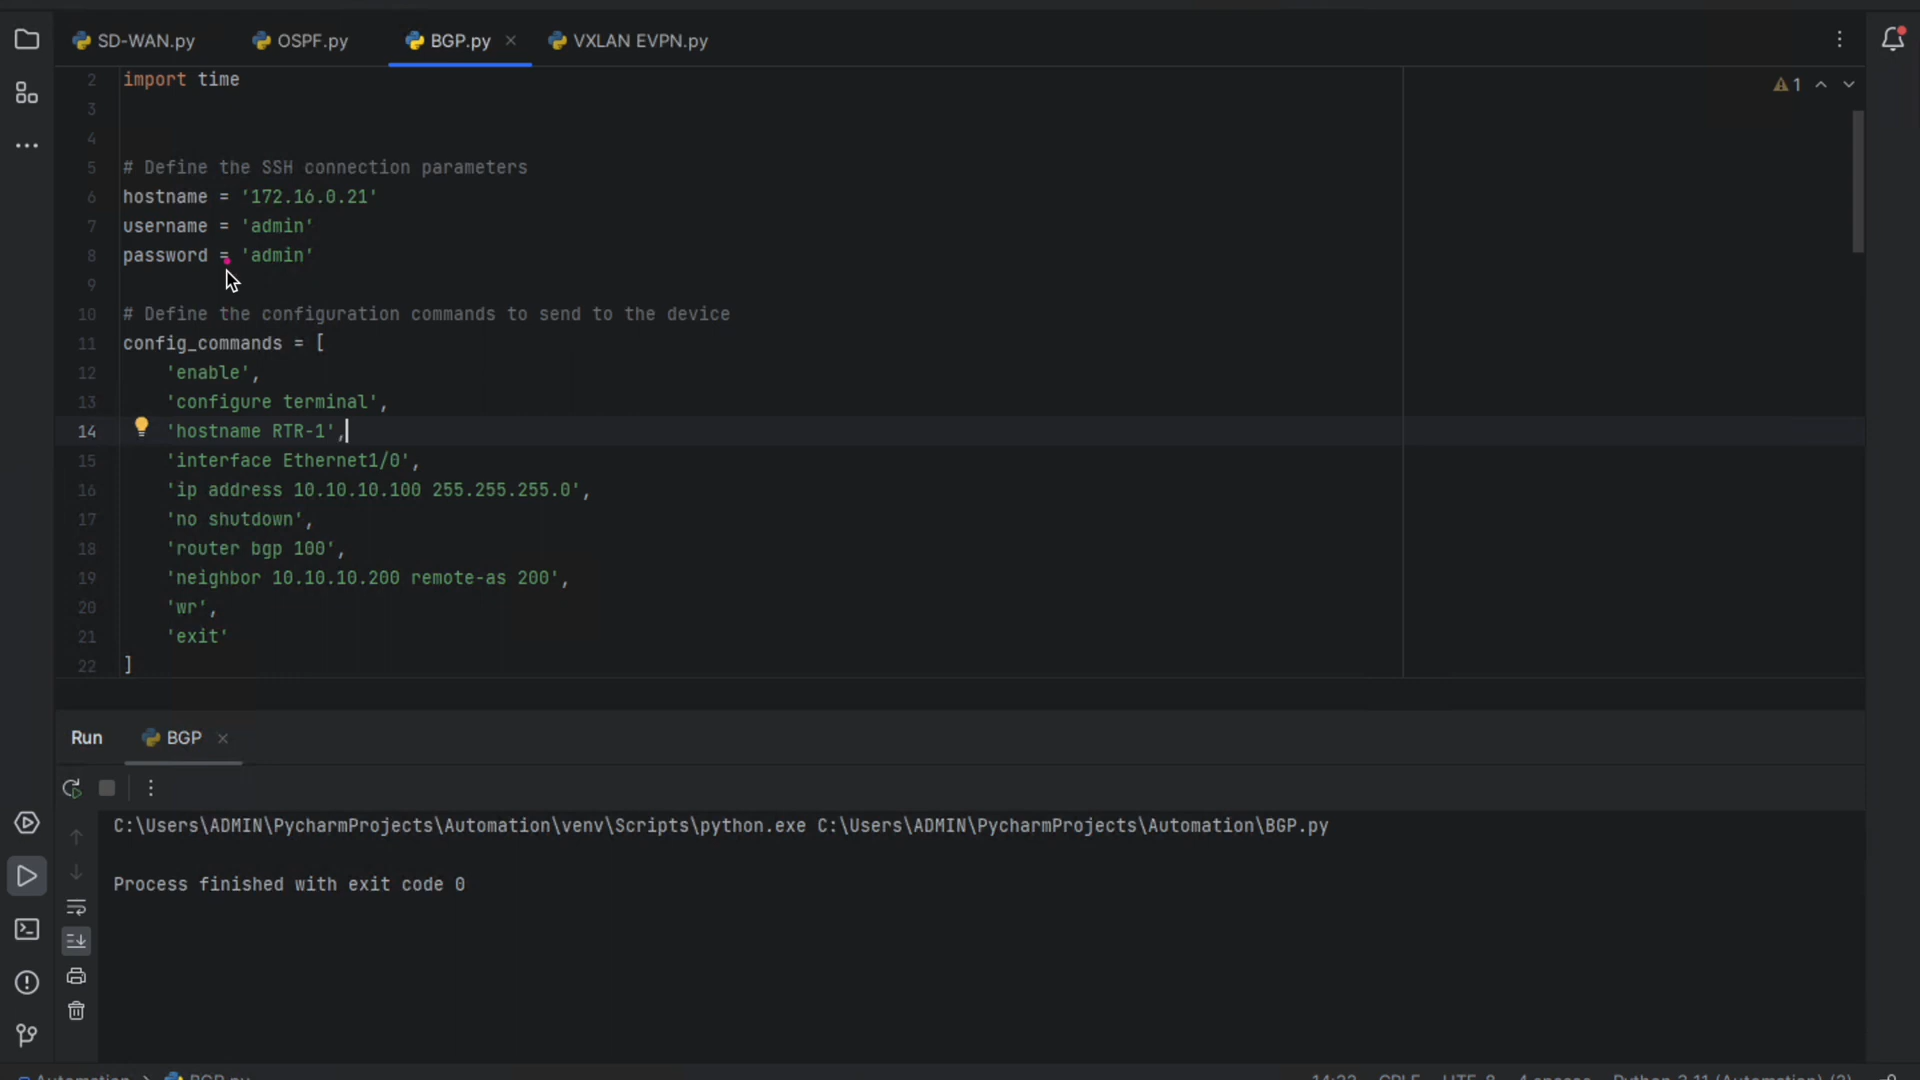 SD-WAN.py OSPF.py BGP.py VXLAN EVPN.py
2 import time
1
3
4
5 # Define the SSH connection parameters
6 hostname = '172.16.0.21'
7 username = 'admin'
8 password = 'admin'
9
10 # Define the configuration commands to send to the device
11 config_commands = [
12 'enable',
13 'configure terminal',
14 'hostname RTR-1',
15 'interface Ethernet1/0',
16 'ip address 10.10.10.100 255.255.255.0',
17 'no shutdown',
18 'router bgp 100',
19 'neighbor 10.10.10.200 remote-as 200',
20 'wr',
21 'exit'
22 ]
Run BGP
C:\Users\ADMIN\PycharmProjects\Automation\venv\Scripts\python.exe C:\Users\ADMIN\PycharmProjects\Automation\BGP.py
Process finished with exit code 0